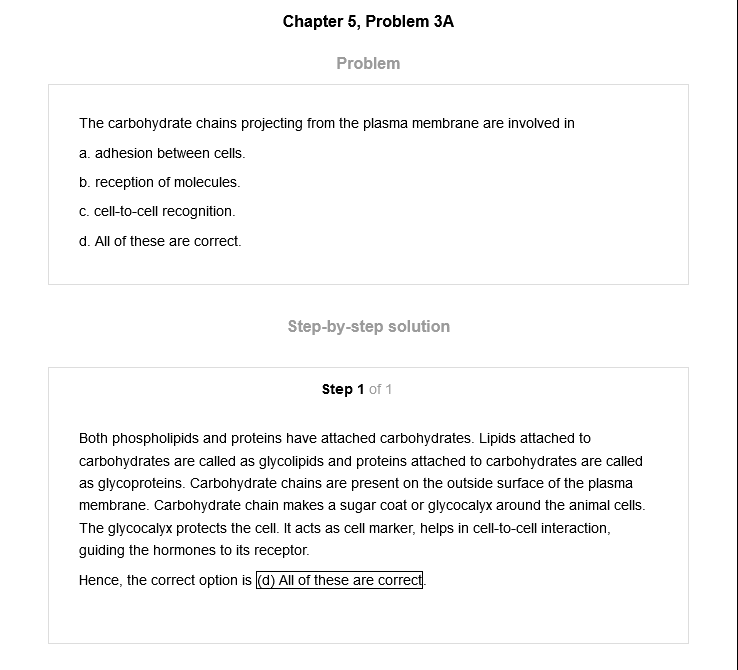 Chapter 5, Problem 3A
Problem
The carbohydrate chains projecting from the plasma membrane are involved in
a. adhesion between cells.
b. reception of molecules.
c. cell-to-cell recognition.
d. All of these are correct.
Step-by-step solution
Step 1 of 1
Both phospholipids and proteins have attached carbohydrates. Lipids attached to
carbohydrates are called as glycolipids and proteins attached to carbohydrates are called
as glycoproteins. Carbohydrate chains are present on the outside surface of the plasma
membrane. Carbohydrate chain makes a sugar coat or glycocalyx around the animal cells.
The glycocalyx protects the cell. It acts as cell marker, helps in cell-to-cell interaction,
guiding the hormones to its receptor.
Hence, the correct option is (d) All of these are correct.